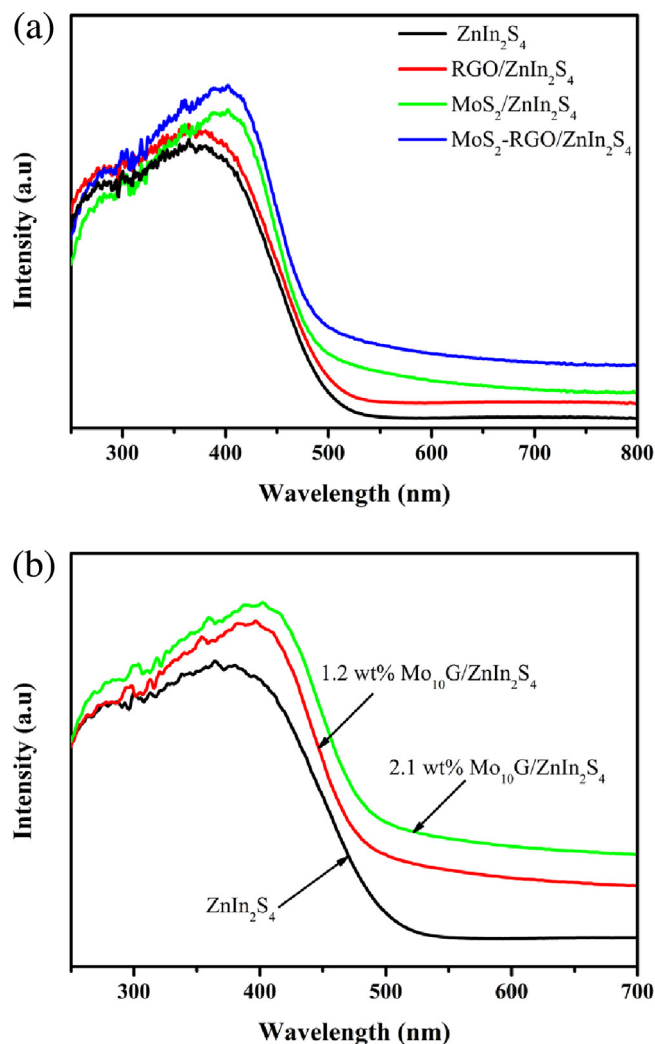 (a)
ZnIn₂S₄
RGO/ZnIn₂S₄
MoS₂/ZnIn₂S₄
MoS₂-RGO/ZnIn₂S₄
Intensity (a.u)
300 400 500 600 700 800
Wavelength (nm)
(b)
1.2 wt% Mo₁₀G/ZnIn₂S₄
2.1 wt% Mo₁₀G/ZnIn₂S₄
ZnIn₂S₄
Intensity (a.u)
300 400 500 600 700
Wavelength (nm)